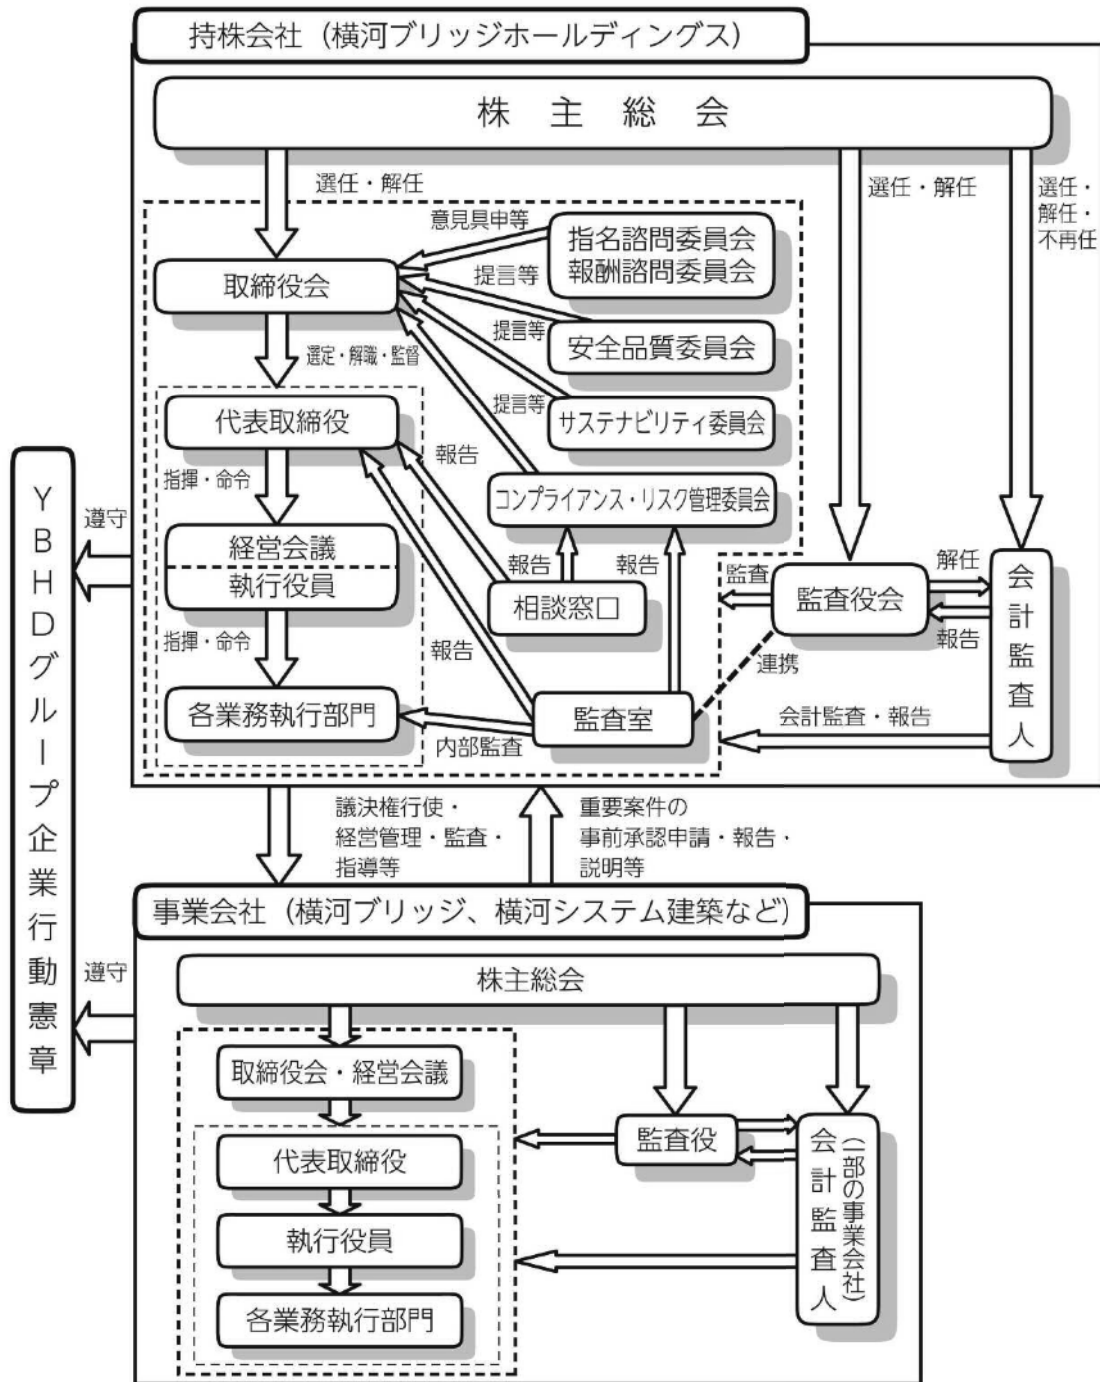 持株会社（横河ブリッジホールディングス）
株主総会
選任・解任
選任・解任
選任・
解任・
不再任
意見具申等
指名諮問委員会
報酬諮問委員会
取締役会
提言等
安全品質委員会
選定・解職・監督
提言等
提言等
サステナビリティ委員会
代表取締役
報告
指揮・命令
コンプライアンス・リスク管理委員会
経営会議
執行役員
報告
報告
相談窓口
監査
監査役会
解任
報告
会計監査人
指揮・命令
報告
連携
各業務執行部門
内部監査
監査室
会計監査・報告
遵守
YBHDグループ企業行動憲章
遵守
議決権行使・
経営管理・監査・
指導等
重要案件の
事前承認申請・報告・
説明等
事業会社（横河ブリッジ、横河システム建築など）
株主総会
取締役会・経営会議
代表取締役
執行役員
各業務執行部門
監査役
会計監査人
（一部の事業会社）